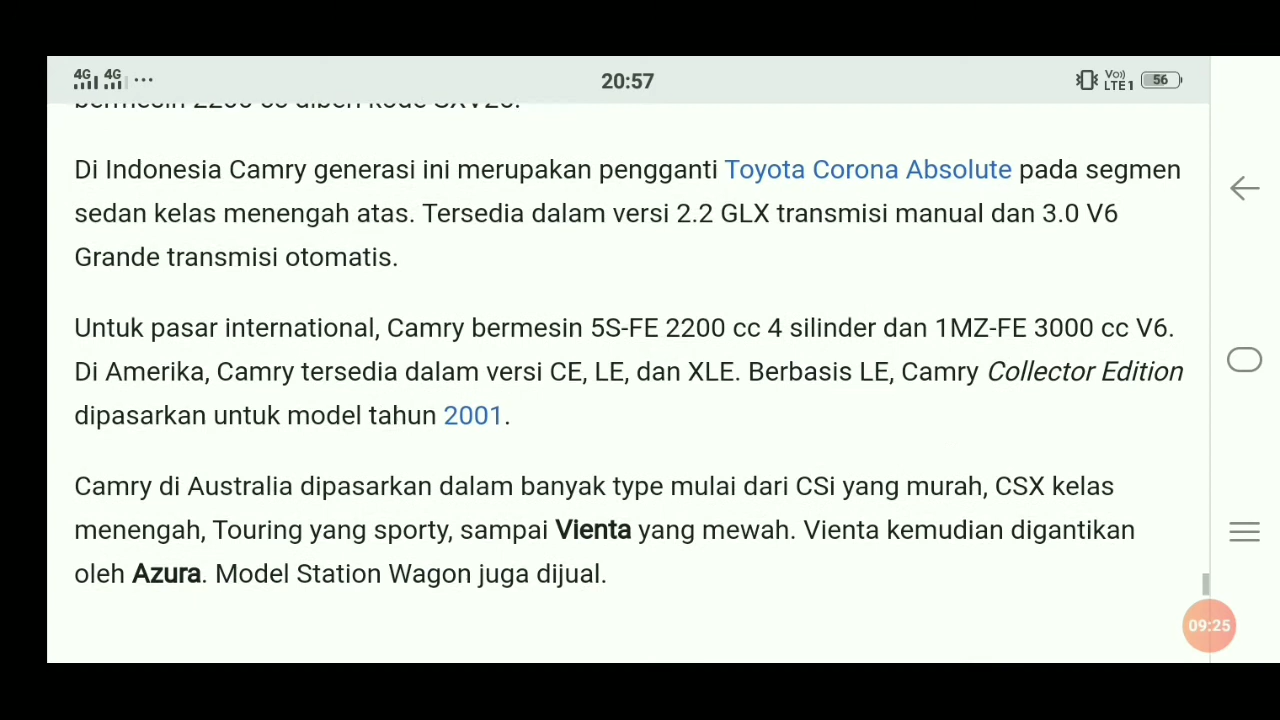 4G 4G ... 20:57 Vo)) LTE 1 56
Di Indonesia Camry generasi ini merupakan pengganti Toyota Corona Absolute pada segmen
sedan kelas menengah atas. Tersedia dalam versi 2.2 GLX transmisi manual dan 3.0 V6
Grande transmisi otomatis.
Untuk pasar international, Camry bermesin 5S-FE 2200 cc 4 silinder dan 1MZ-FE 3000 cc V6.
Di Amerika, Camry tersedia dalam versi CE, LE, dan XLE. Berbasis LE, Camry Collector Edition
dipasarkan untuk model tahun 2001.
Camry di Australia dipasarkan dalam banyak type mulai dari CSi yang murah, CSX kelas
menengah, Touring yang sporty, sampai Vienta yang mewah. Vienta kemudian digantikan
oleh Azura. Model Station Wagon juga dijual.
09:25